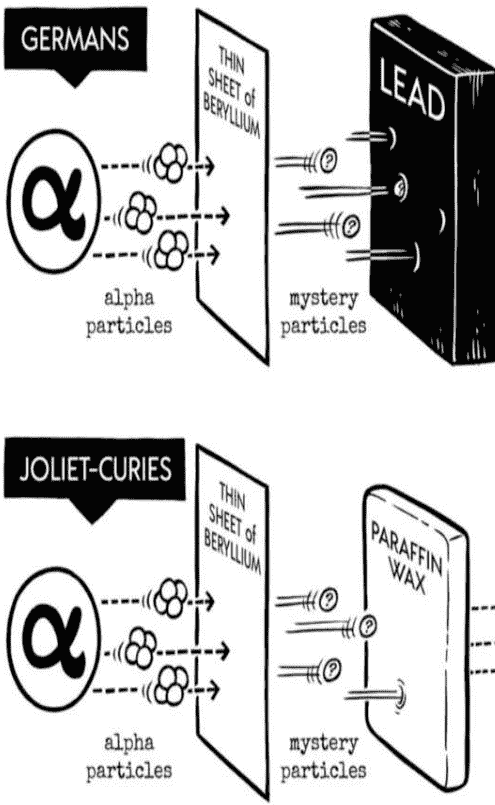 GERMANS
THIN
SHEET of
BERYLLIUM
LEAD
α
?
?
?
alpha
particles
mystery
particles
JOLIET-CURIES
THIN
SHEET of
BERYLLIUM
PARAFFIN
WAX
α
?
?
?
alpha
particles
mystery
particles